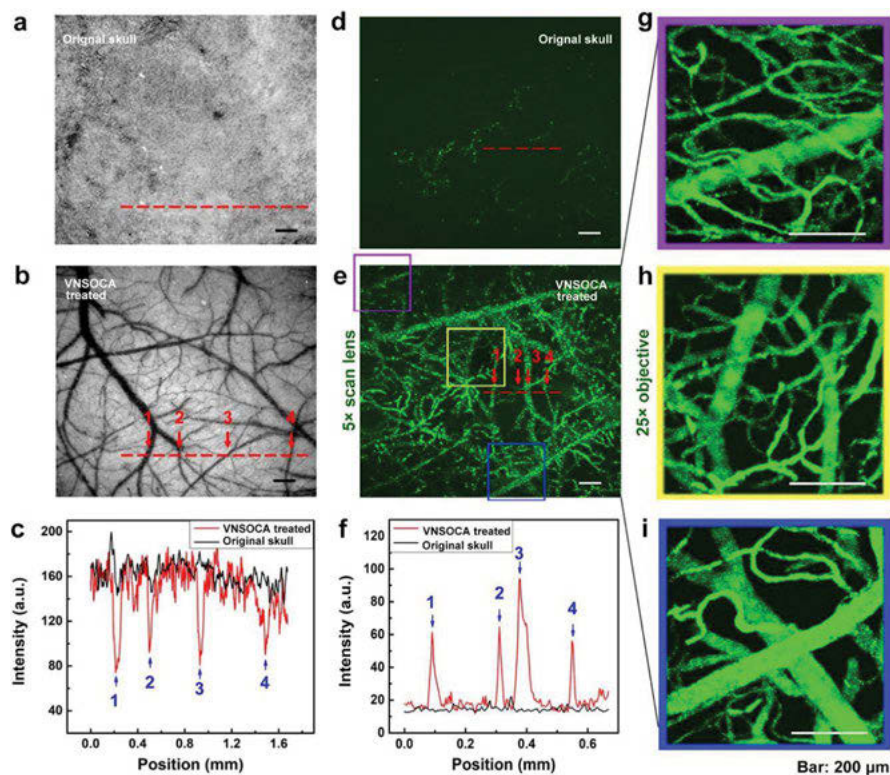 a
Orignal skull
d
Orignal skull
g
b
VNSOCA
treated
1
2
3
4
e
VNSOCA
treated
1
2
3
4
5× scan lens
h
25× objective
c
Intensity (a.u.)
200
160
120
80
40
VNSOCA treated
Original skull
1
2
3
4
0.0 0.4 0.8 1.2 1.6
Position (mm)
f
Intensity (a.u.)
120
100
80
60
40
20
0
VNSOCA treated
Original skull
1
2
3
4
0.0 0.2 0.4 0.6
Position (mm)
i
Bar: 200 µm